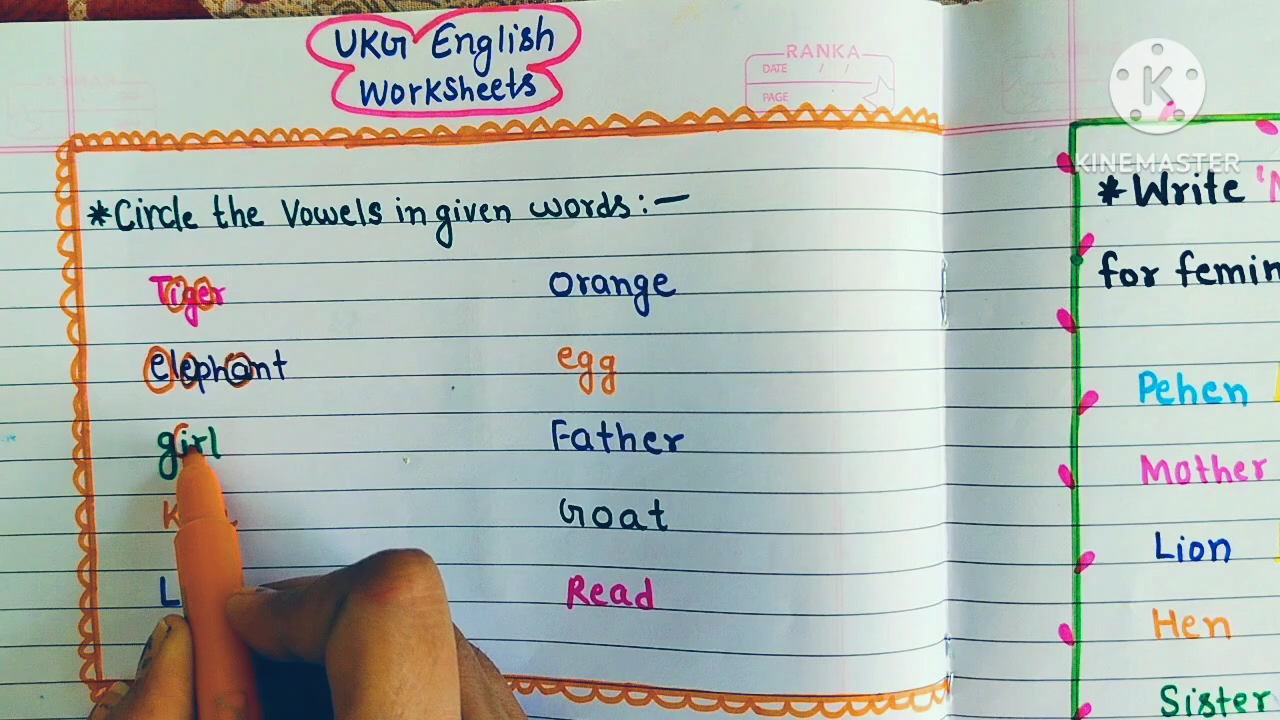 UKG English
Worksheets
RANKA
DATE / /
PAGE
KINEMASTER
*Circle the Vowels in given words:-
Tiger Orange
elephant egg
girl Father
Goat
Read
*Write
for femin
Pehen
Mother
Lion
Hen
Sister